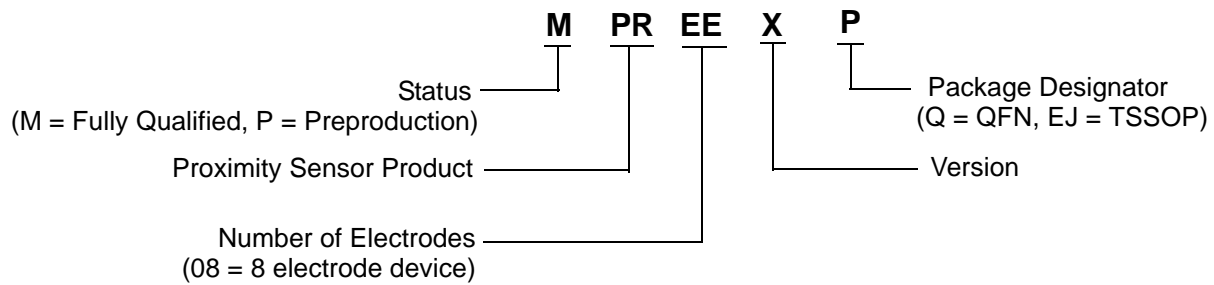 M PR EE X P
Status
(M = Fully Qualified, P = Preproduction)
Package Designator
(Q = QFN, EJ = TSSOP)
Proximity Sensor Product
Version
Number of Electrodes
(08 = 8 electrode device)